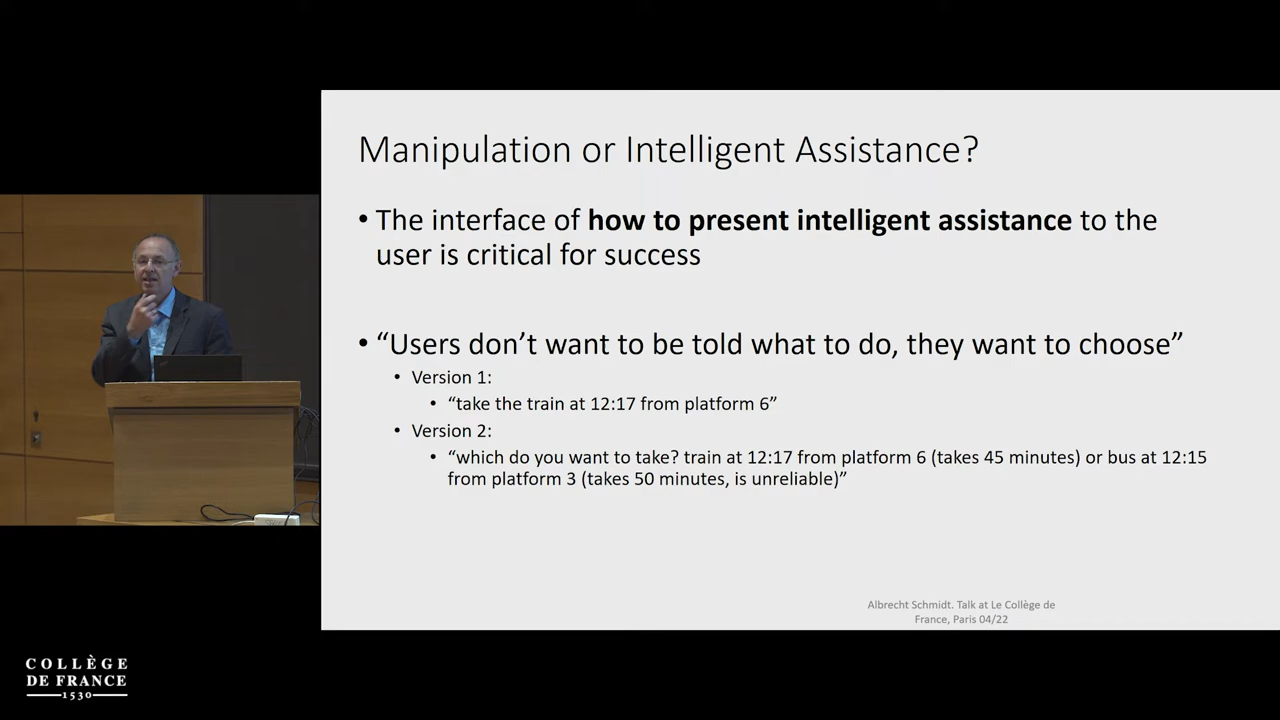 Manipulation or Intelligent Assistance?
• The interface of how to present intelligent assistance to the
user is critical for success
• “Users don’t want to be told what to do, they want to choose”
• Version 1:
• “take the train at 12:17 from platform 6”
• Version 2:
• “which do you want to take? train at 12:17 from platform 6 (takes 45 minutes) or bus at 12:15
from platform 3 (takes 50 minutes, is unreliable)”
Albrecht Schmidt. Talk at Le Collège de
France, Paris 04/22
COLLÈGE
DE FRANCE
1530